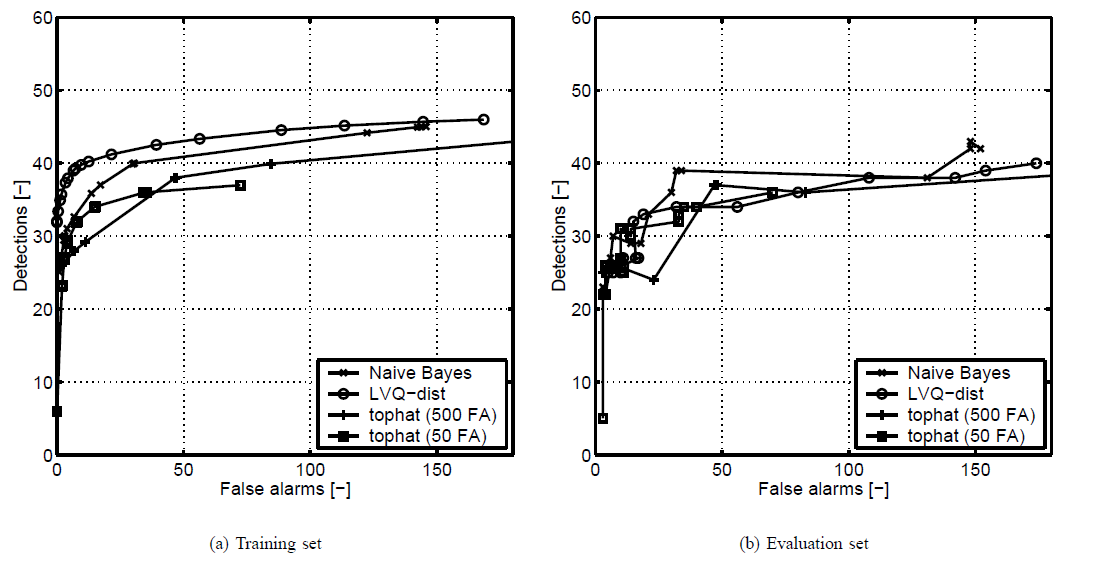 60
50
40
30
20
10
0
Detections [−]
0 50 100 150
False alarms [−]
Naive Bayes
LVQ−dist
tophat (500 FA)
tophat (50 FA)
(a) Training set
60
50
40
30
20
10
0
Detections [−]
0 50 100 150
False alarms [−]
Naive Bayes
LVQ−dist
tophat (500 FA)
tophat (50 FA)
(b) Evaluation set